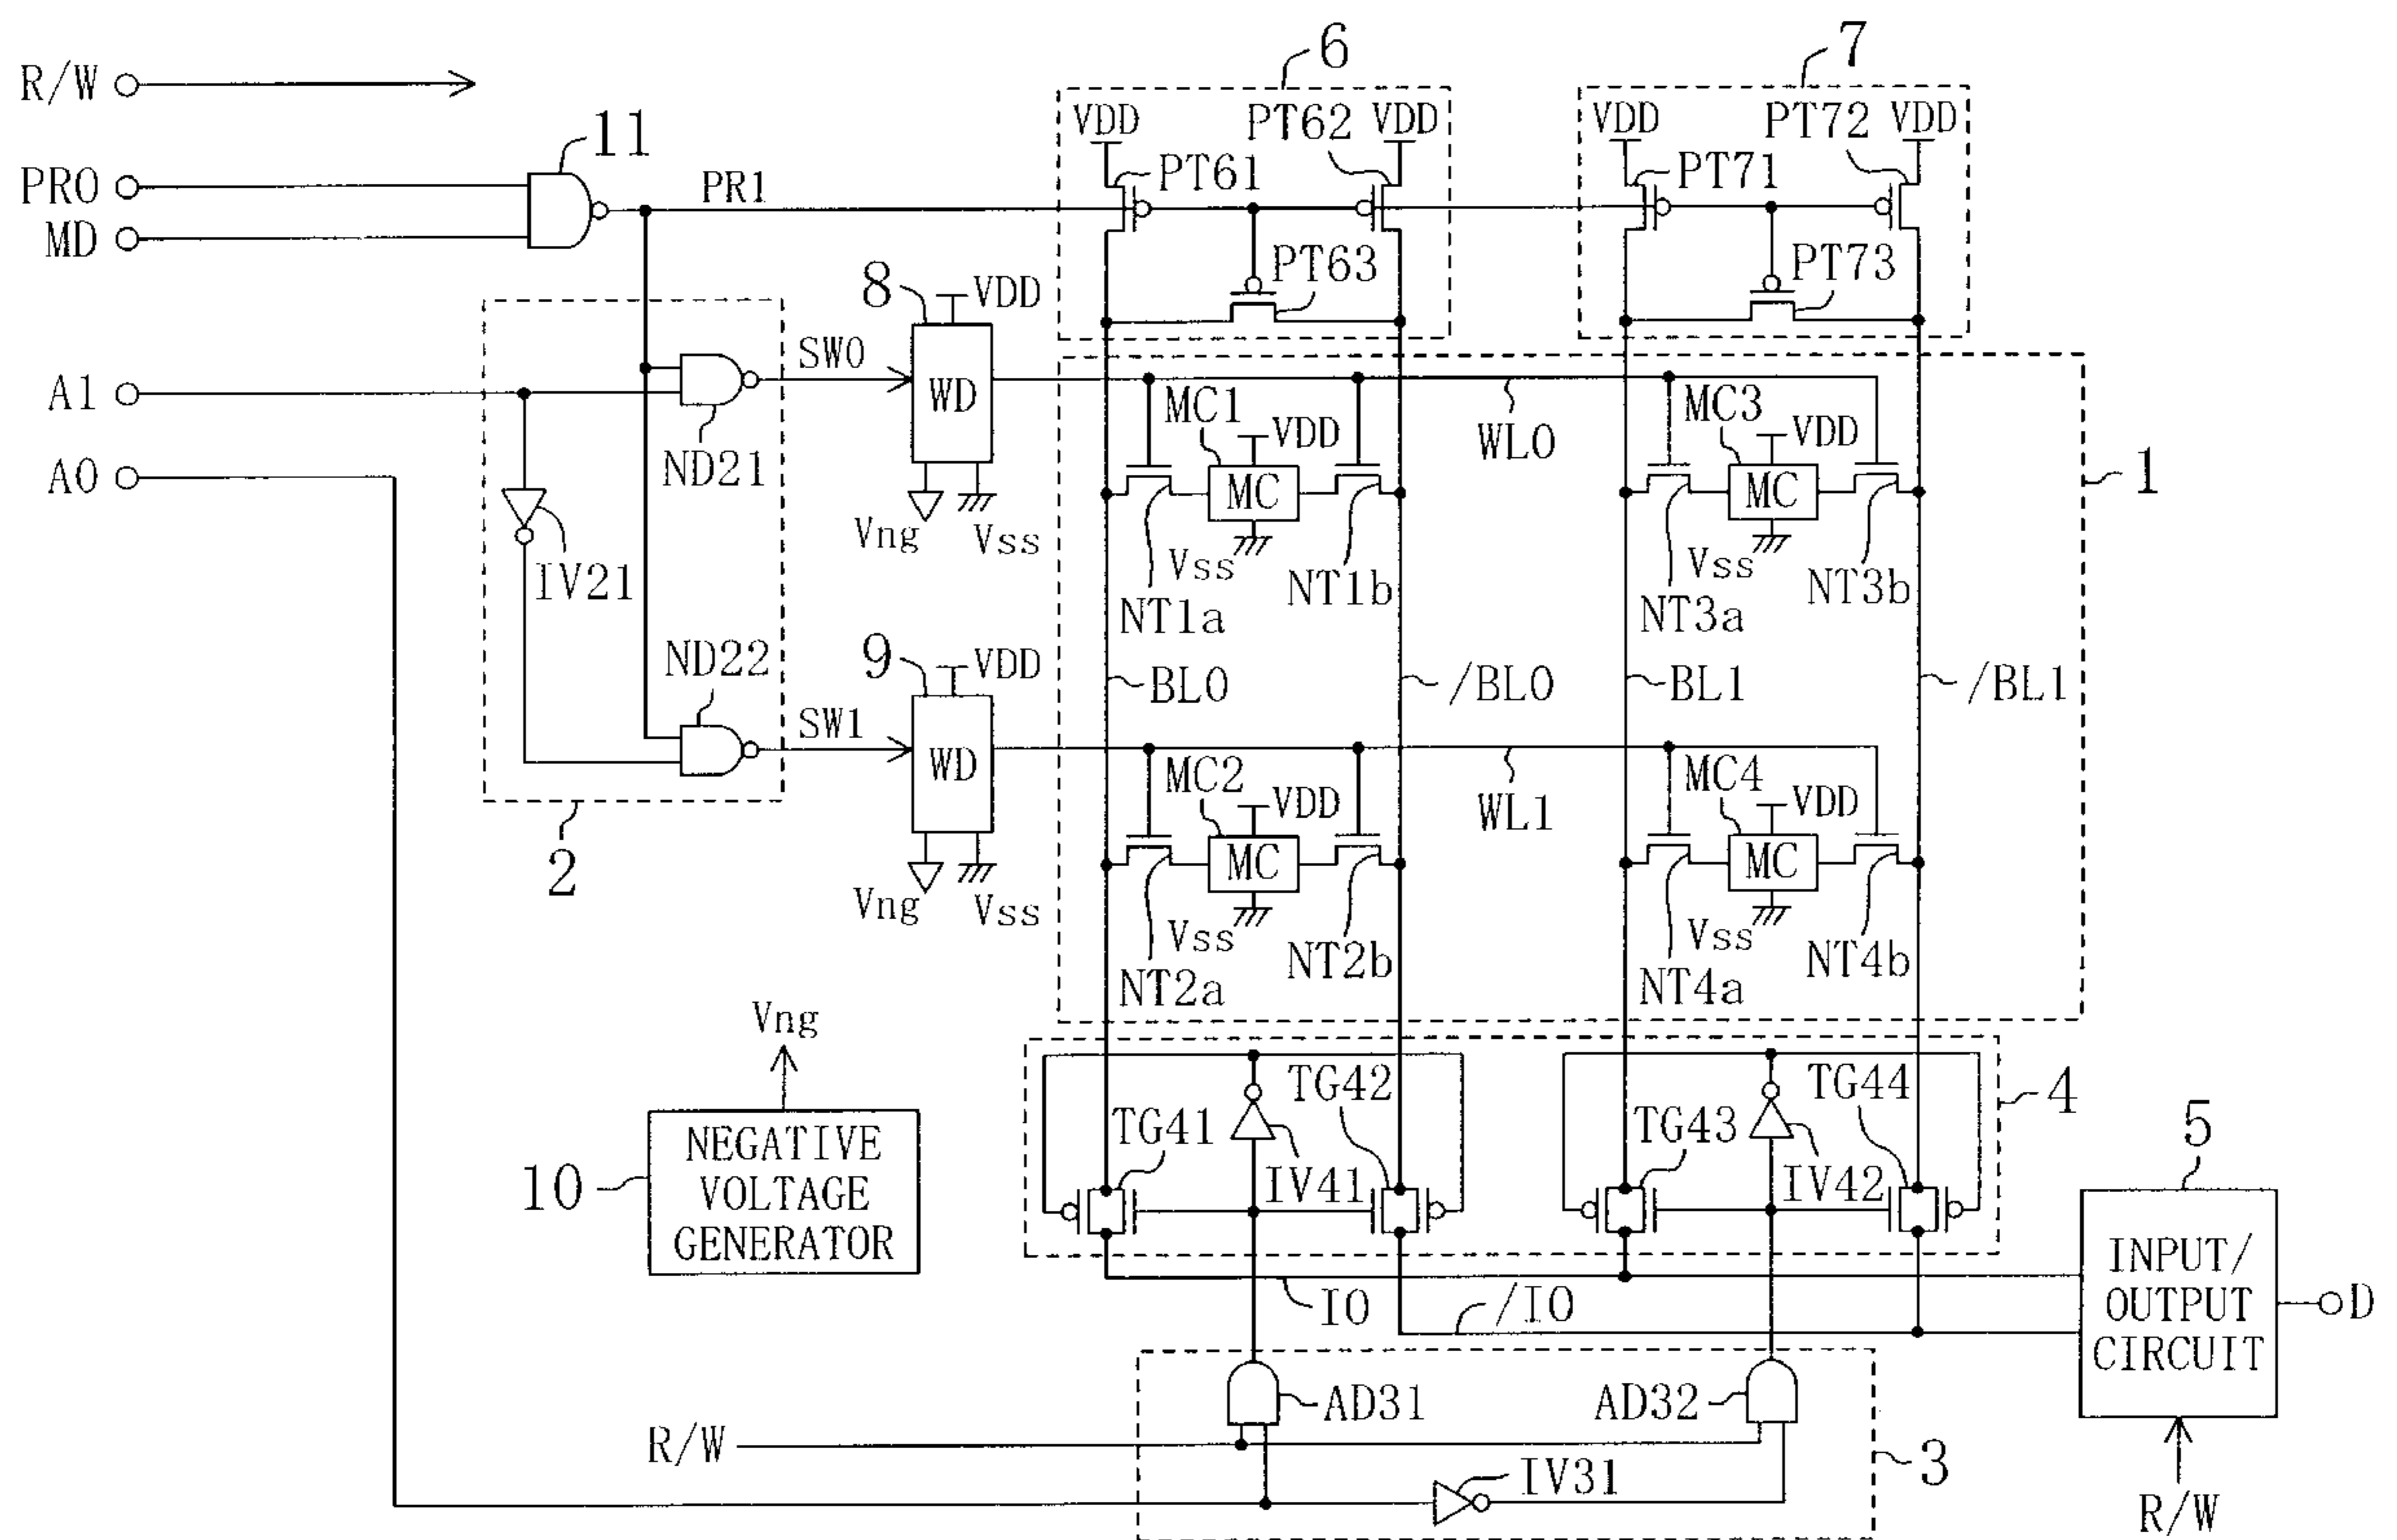 6
7
R/W
VDD
PT62
VDD
VDD
PT72
VDD
11
PR0
PR1
PT61
PT71
MD
PT63
PT73
8
VDD
SW0
WD
A1
MC1
VDD
WL0
MC3
VDD
ND21
A0
MC
MC
1
Vng
Vss
Vss
NT1b
Vss
NT3b
IV21
NT1a
NT3a
ND22
9
VDD
BL0
/BL0
BL1
/BL1
SW1
WD
MC2
VDD
WL1
MC4
VDD
MC
MC
2
Vng
Vss
Vss
NT2b
Vss
NT4b
NT2a
NT4a
Vng
TG42
TG44
4
TG41
TG43
5
NEGATIVE
VOLTAGE
GENERATOR
10
IV41
IV42
INPUT/
OUTPUT
CIRCUIT
D
IO
/IO
AD31
AD32
R/W
3
IV31
R/W